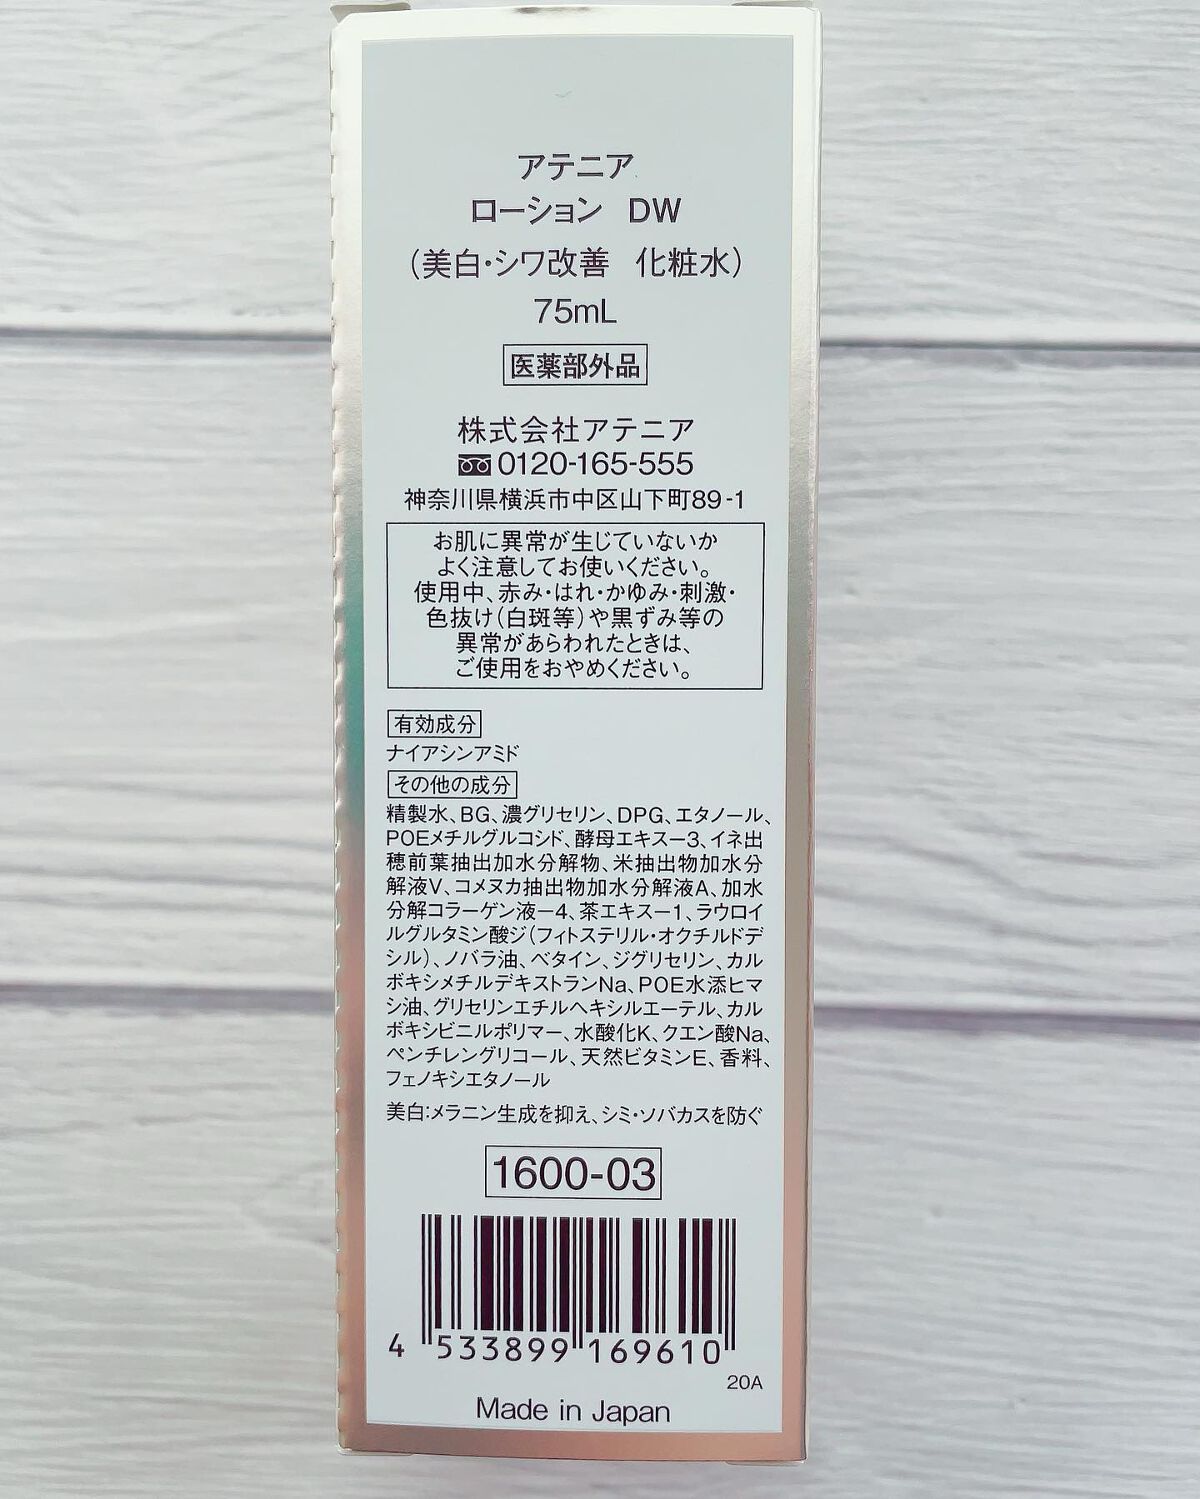 アテニア
ローション DW
（美白・シワ改善 化粧水）
75mL
医薬部外品
株式会社アテニア
0120-165-555
神奈川県横浜市中区山下町89-1
お肌に異常が生じていないか
よく注意してお使いください。
使用中、赤み・はれ・かゆみ・刺激・
色抜け（白斑等）や黒ずみ等の
異常があらわれたときは、
ご使用をおやめください。
有効成分
ナイアシンアミド
その他の成分
精製水、BG、濃グリセリン、DPG、エタノール、
POEメチルグルコシド、酵母エキス－3、イネ出
穂前葉抽出加水分解物、米抽出物加水分
解液V、コメヌカ抽出物加水分解液A、加水
分解コラーゲン液－4、茶エキス－1、ラウロイ
ルグルタミン酸ジ（フィトステリル・オクチルドデ
シル）、ノバラ油、ベタイン、ジグリセリン、カル
ボキシメチルデキストランNa、POE水添ヒマ
シ油、グリセリンエチルヘキシルエーテル、カル
ボキシビニルポリマー、水酸化K、クエン酸Na、
ペンチレングリコール、天然ビタミンE、香料、
フェノキシエタノール
美白：メラニン生成を抑え、シミ・ソバカスを防ぐ
1600-03
4 533899 169610
20A
Made in Japan